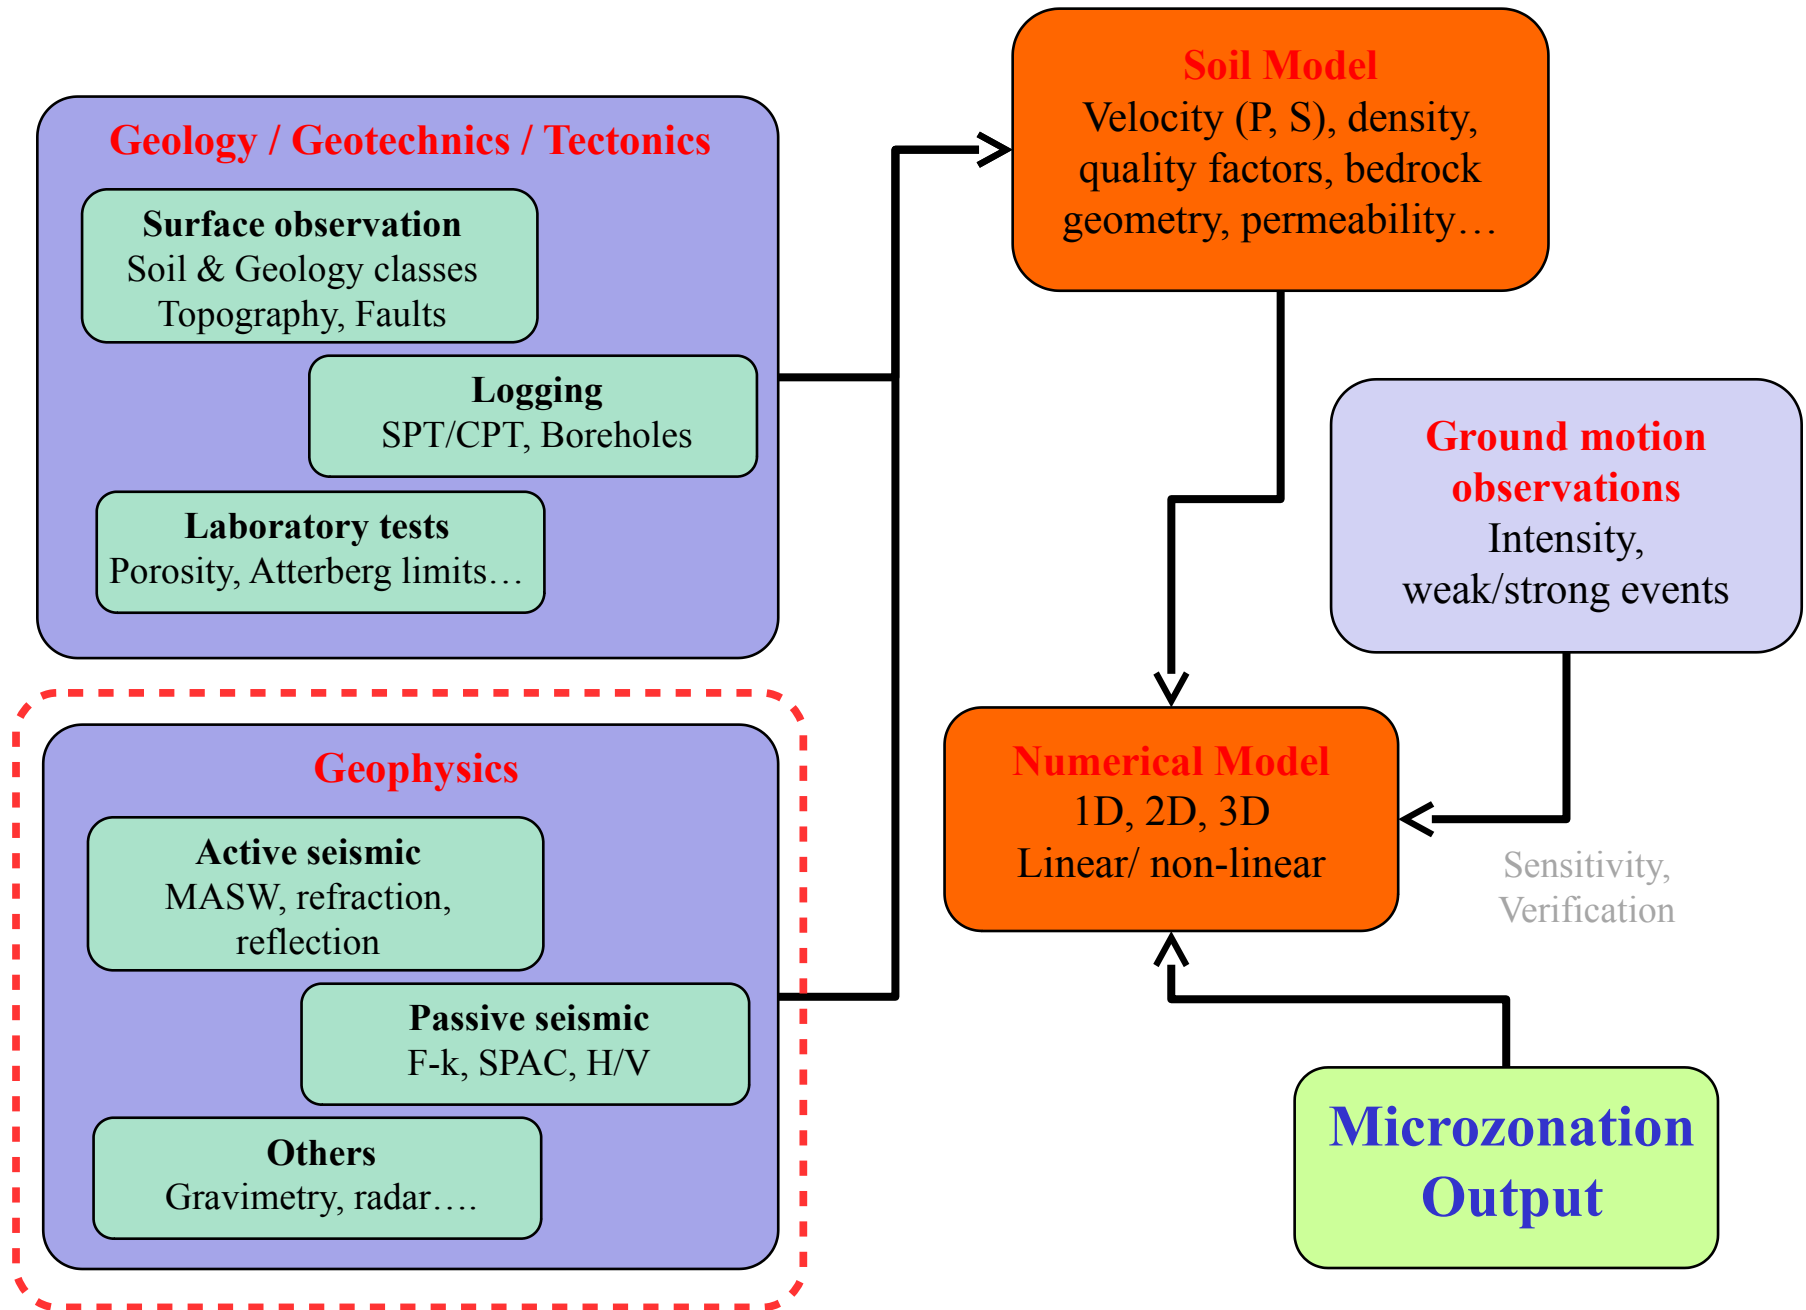 Geology / Geotechnics / Tectonics
Surface observation
Soil & Geology classes
Topography, Faults
Logging
SPT/CPT, Boreholes
Laboratory tests
Porosity, Atterberg limits…
Geophysics
Active seismic
MASW, refraction,
reflection
Passive seismic
F-k, SPAC, H/V
Others
Gravimetry, radar….
Soil Model
Velocity (P, S), density,
quality factors, bedrock
geometry, permeability…
Ground motion
observations
Intensity,
weak/strong events
Numerical Model
1D, 2D, 3D
Linear/ non-linear
Sensitivity,
Verification
Microzonation
Output